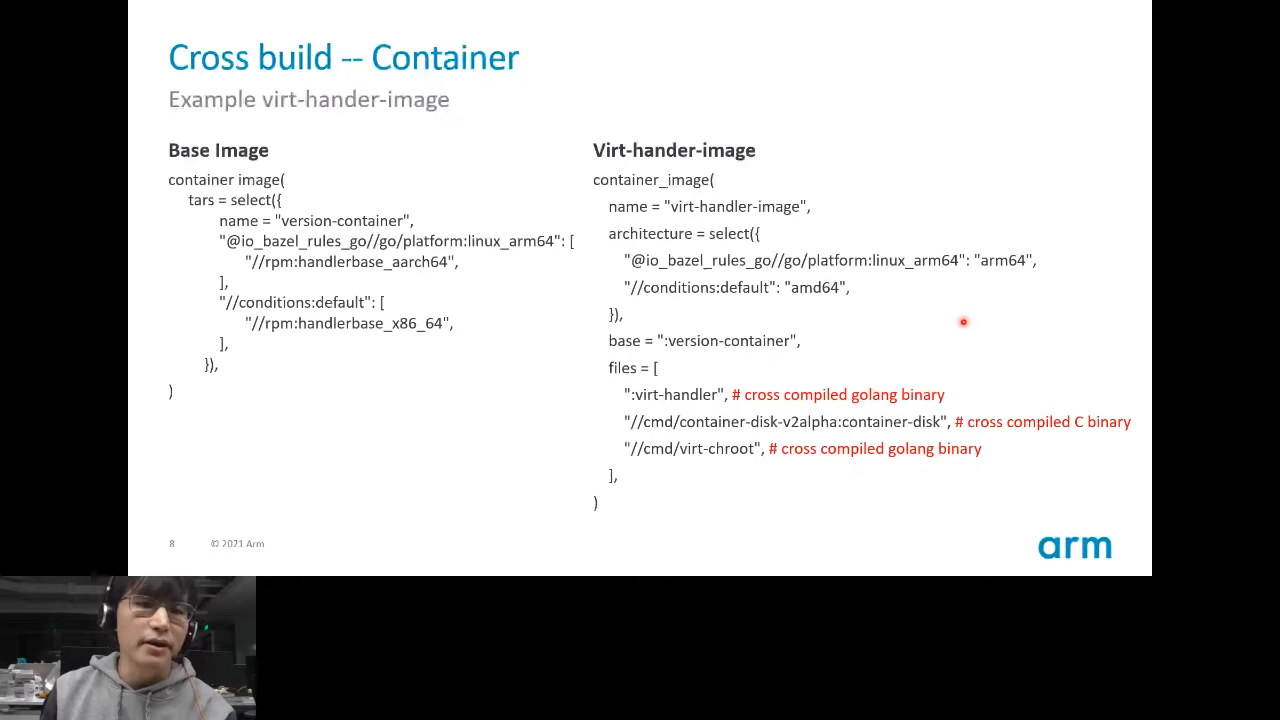 Cross build -- Container
Example virt-hander-image
Base Image
container image(
tars = select({
name = "version-container",
"@io_bazel_rules_go//go/platform:linux_arm64": [
"//rpm:handlerbase_aarch64",
],
"//conditions:default": [
"//rpm:handlerbase_x86_64",
],
}),
)
Virt-hander-image
container_image(
name = "virt-handler-image",
architecture = select({
"@io_bazel_rules_go//go/platform:linux_arm64": "arm64",
"//conditions:default": "amd64",
}),
base = ":version-container",
files = [
":virt-handler", # cross compiled golang binary
"//cmd/container-disk-v2alpha:container-disk", # cross compiled C binary
"//cmd/virt-chroot", # cross compiled golang binary
],
)
8 © 2021 Arm
arm